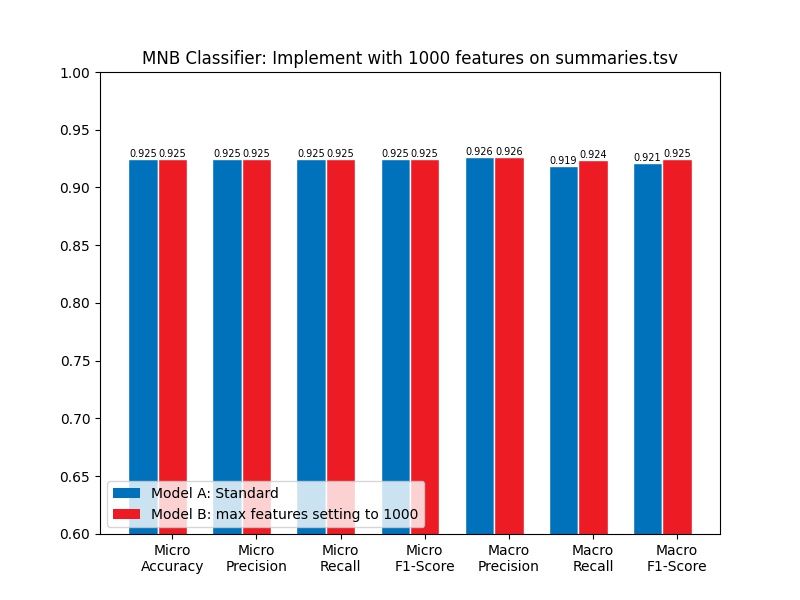 MNB Classifier: Implement with 1000 features on summaries.tsv
1.00
0.95
0.90
0.85
0.80
0.75
0.70
0.65
0.60
0.925 0.925 0.925 0.925 0.925 0.925 0.925 0.925 0.926 0.926 0.919 0.924 0.921 0.925
Model A: Standard
Model B: max features setting to 1000
Micro Micro Micro Micro Macro Macro Macro
Accuracy Precision Recall F1-Score Precision Recall F1-Score